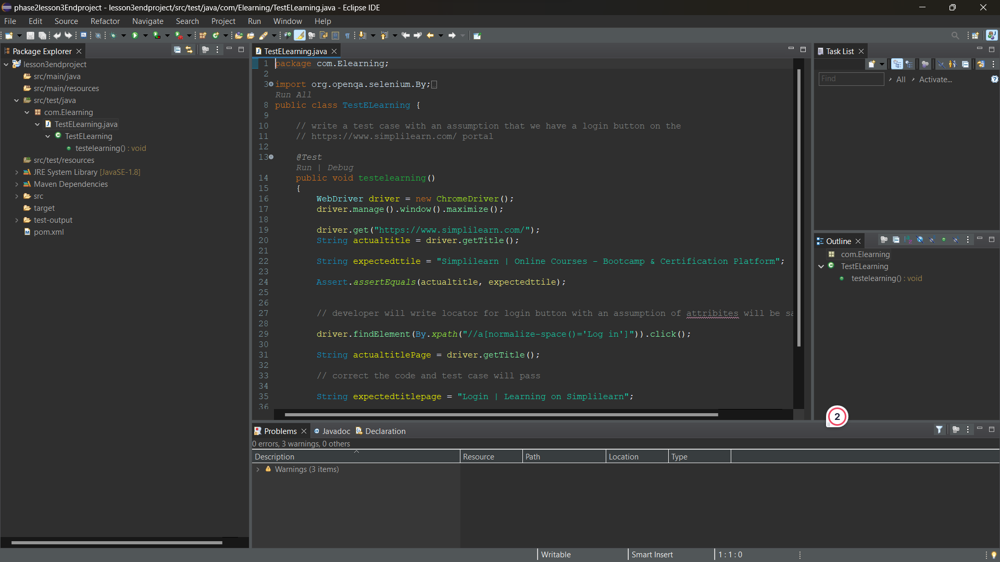 phase2lesson3Endproject - lesson3endproject/src/test/java/com/Elearning/TestELearning.java - Eclipse IDE
File Edit Source Refactor Navigate Search Project Run Window Help
Package Explorer
lesson3endproject
src/main/java
src/main/resources
src/test/java
com.Elearning
TestELearning.java
TestELearning
testelearning() : void
src/test/resources
JRE System Library [JavaSE-1.8]
Maven Dependencies
src
target
test-output
pom.xml
TestELearning.java
1 package com.Elearning;
2
3 import org.openqa.selenium.By;
Run All
8 public class TestELearning {
9
10 // write a test case with an assumption that we have a login button on the
11 // https://www.simplilearn.com/ portal
12
13 @Test
Run | Debug
14 public void testelearning()
15 {
16 WebDriver driver = new ChromeDriver();
17 driver.manage().window().maximize();
18
19 driver.get("https://www.simplilearn.com/");
20 String actualtitle = driver.getTitle();
21
22 String expectedttile = "Simplilearn | Online Courses - Bootcamp & Certification Platform";
23
24 Assert.assertEquals(actualtitle, expectedttile);
25
26
27 // developer will write locator for login button with an assumption of attribites will be sa
28
29 driver.findElement(By.xpath("//a[normalize-space()='Log in']")).click();
30
31 String actualtitlePage = driver.getTitle();
32
33 // correct the code and test case will pass
34
35 String expectedtitlepage = "Login | Learning on Simplilearn";
36
Task List
Find All Activate...
Outline
com.Elearning
TestELearning
testelearning() : void
2
Problems Javadoc Declaration
0 errors, 3 warnings, 0 others
Description Resource Path Location Type
Warnings (3 items)
Writable Smart Insert 1 : 1 : 0